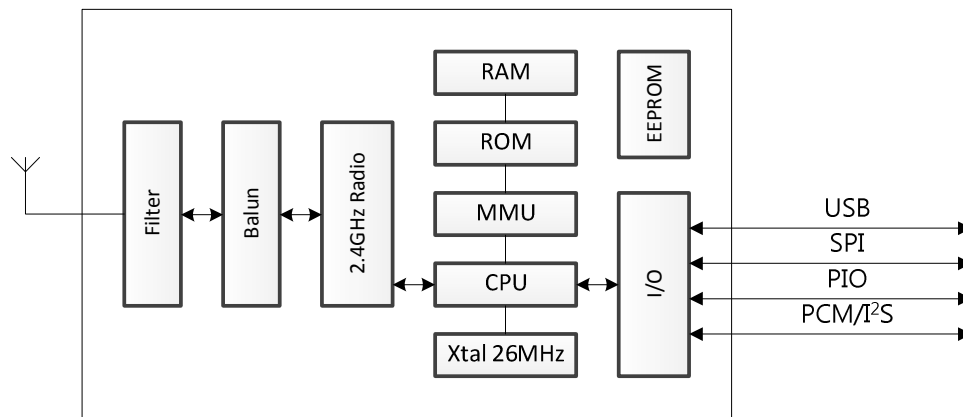 Filter
Balun
2.4GHz Radio
RAM
ROM
MMU
CPU
Xtal 26MHz
EEPROM
I/O
USB
SPI
PIO
PCM/I²S